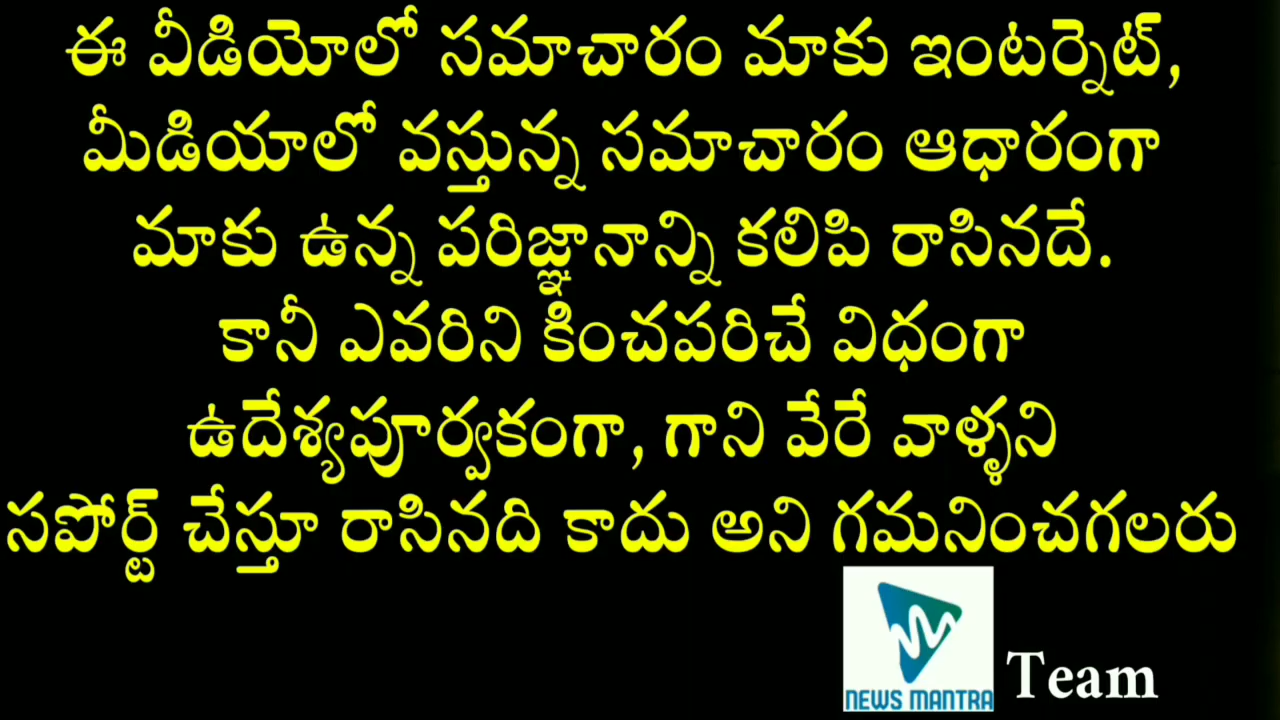 ఈ వీడియోలో సమాచారం మాకు ఇంటర్నెట్,
మీడియాలో వస్తున్న సమాచారం ఆధారంగా
మాకు ఉన్న పరిజ్ఞానాన్ని కలిపి రాసినదే.
కానీ ఎవరిని కించపరిచే విధంగా
ఉదేశ్యపూర్వకంగా, గాని వేరే వాళ్ళని
సపోర్ట్ చేస్తూ రాసినది కాదు అని గమనించగలరు
NEWS MANTRA
Team